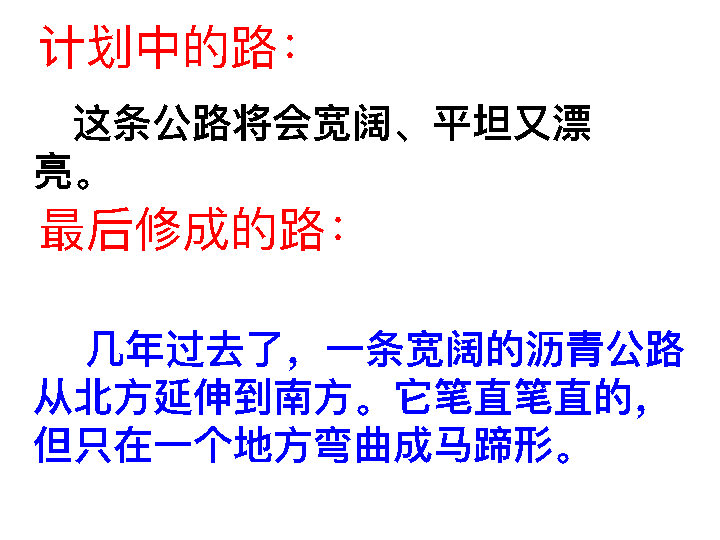 计划中的路：
这条公路将会宽阔、平坦又漂
亮。
最后修成的路：
几年过去了，一条宽阔的沥青公路
从北方延伸到南方。它笔直笔直的，
但只在一个地方弯曲成马蹄形。